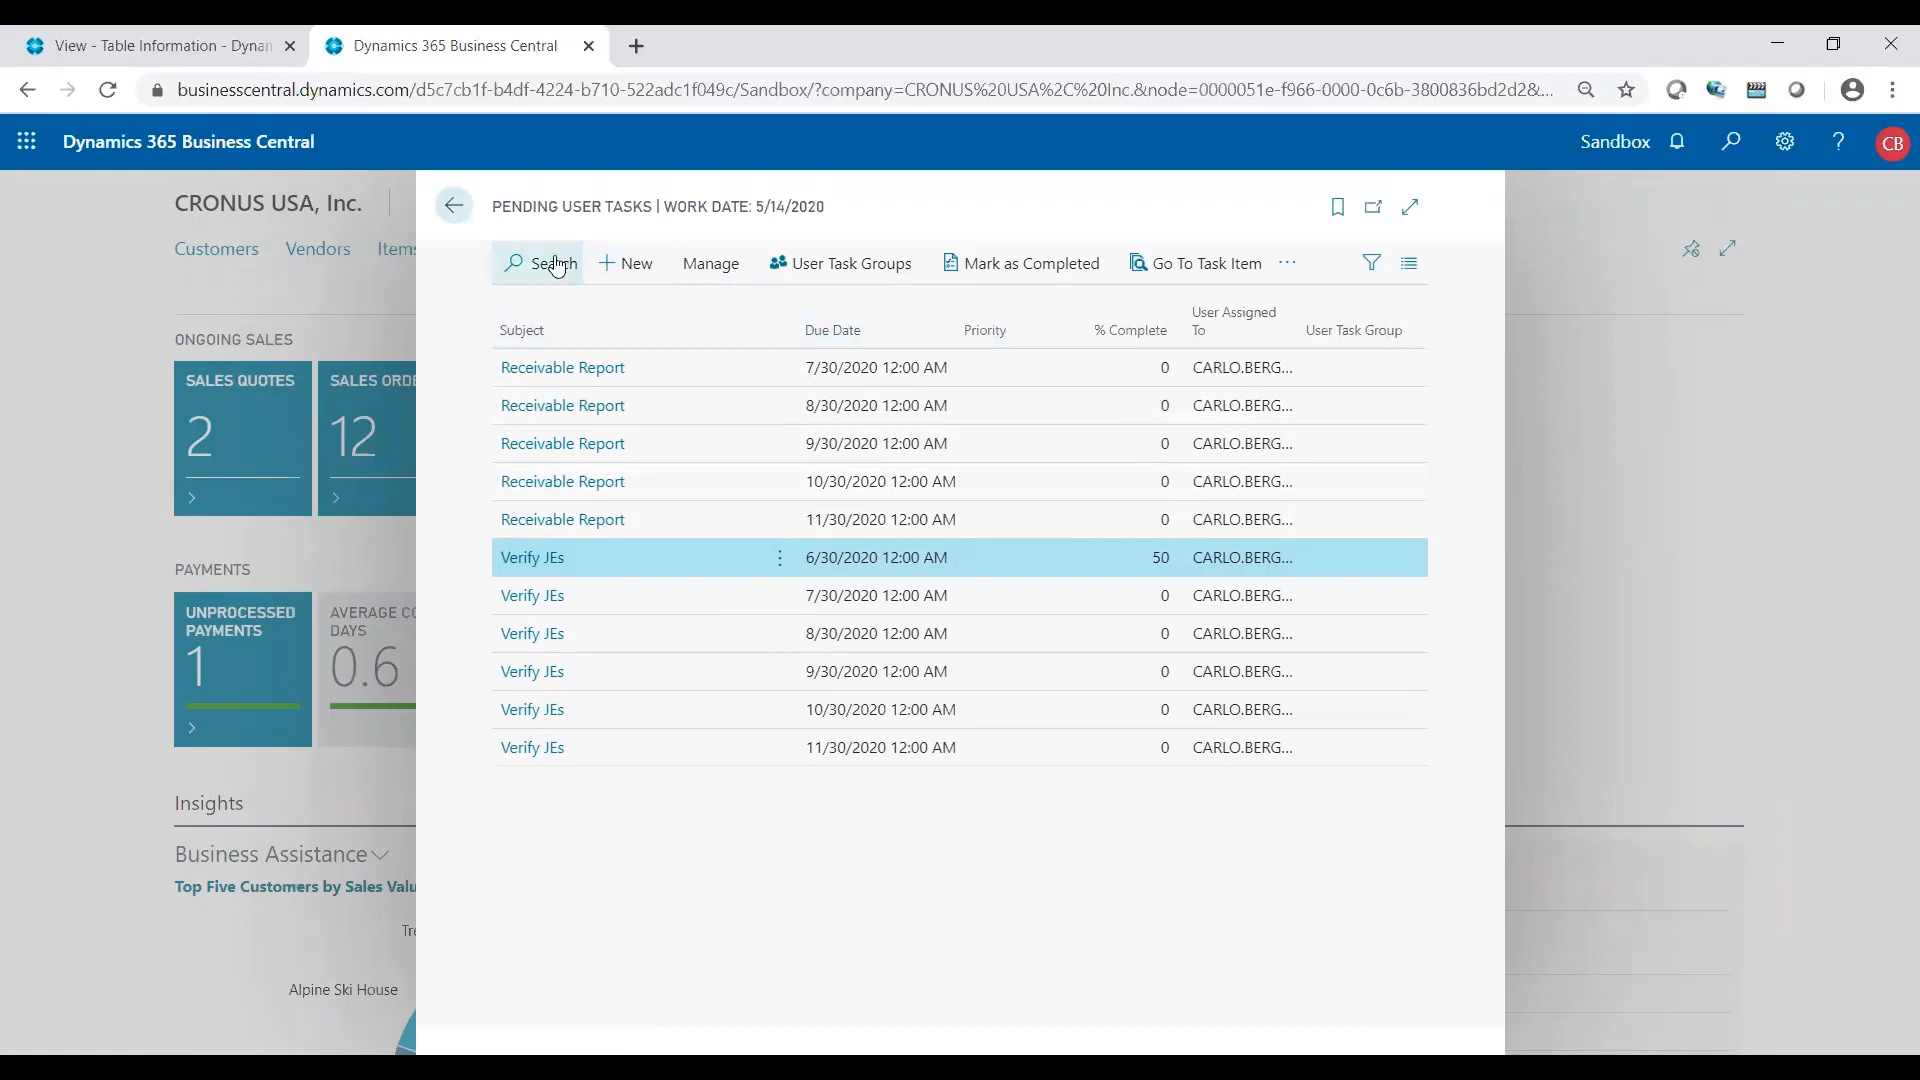 View - Table Information - Dynan
Dynamics 365 Business Central
businesscentral.dynamics.com/d5c7cb1f-b4df-4224-b710-522adc1f049c/Sandbox/?company=CRONUS%20USA%2C%20Inc.&node=0000051e-f966-0000-0c6b-3800836bd2d2&...
Dynamics 365 Business Central
Sandbox
?
CB
CRONUS USA, Inc.
Customers Vendors Items
ONGOING SALES
SALES QUOTES
2
SALES ORDE
12
PAYMENTS
UNPROCESSED
PAYMENTS
1
AVERAGE CO
DAYS
0.6
Insights
Business Assistance
Top Five Customers by Sales Valu
Tre
Alpine Ski House
PENDING USER TASKS | WORK DATE: 5/14/2020
Search + New Manage User Task Groups Mark as Completed Go To Task Item ...
Subject Due Date Priority % Complete User Assigned To User Task Group
Receivable Report 7/30/2020 12:00 AM 0 CARLO.BERG...
Receivable Report 8/30/2020 12:00 AM 0 CARLO.BERG...
Receivable Report 9/30/2020 12:00 AM 0 CARLO.BERG...
Receivable Report 10/30/2020 12:00 AM 0 CARLO.BERG...
Receivable Report 11/30/2020 12:00 AM 0 CARLO.BERG...
Verify JEs 6/30/2020 12:00 AM 50 CARLO.BERG...
Verify JEs 7/30/2020 12:00 AM 0 CARLO.BERG...
Verify JEs 8/30/2020 12:00 AM 0 CARLO.BERG...
Verify JEs 9/30/2020 12:00 AM 0 CARLO.BERG...
Verify JEs 10/30/2020 12:00 AM 0 CARLO.BERG...
Verify JEs 11/30/2020 12:00 AM 0 CARLO.BERG...